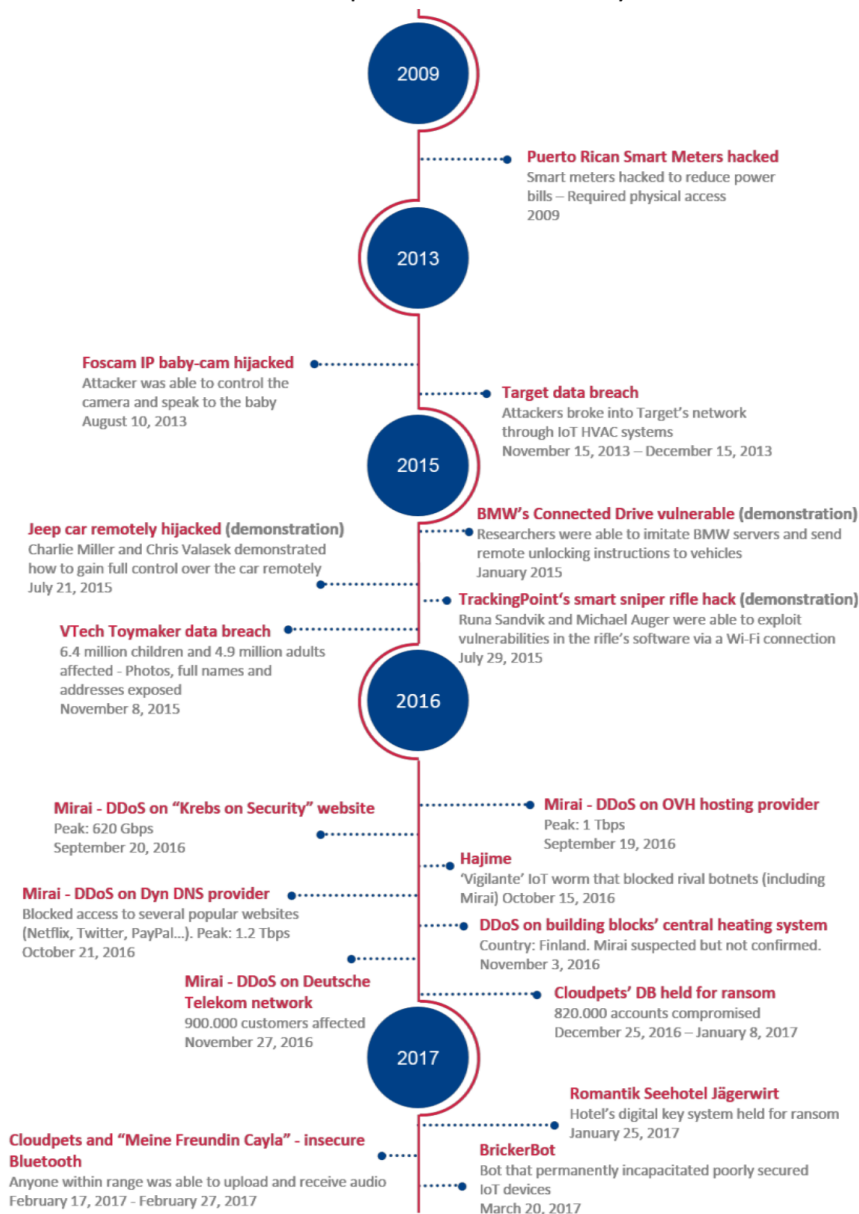 2009
Puerto Rican Smart Meters hacked
Smart meters hacked to reduce power
bills – Required physical access
2009
2013
Foscam IP baby-cam hijacked
Attacker was able to control the
camera and speak to the baby
August 10, 2013
Target data breach
Attackers broke into Target's network
through IoT HVAC systems
November 15, 2013 – December 15, 2013
2015
BMW's Connected Drive vulnerable (demonstration)
Researchers were able to imitate BMW servers and send
remote unlocking instructions to vehicles
January 2015
Jeep car remotely hijacked (demonstration)
Charlie Miller and Chris Valasek demonstrated
how to gain full control over the car remotely
July 21, 2015
TrackingPoint's smart sniper rifle hack (demonstration)
Runa Sandvik and Michael Auger were able to exploit
vulnerabilities in the rifle's software via a Wi-Fi connection
July 29, 2015
VTech Toymaker data breach
6.4 million children and 4.9 million adults
affected - Photos, full names and
addresses exposed
November 8, 2015
2016
Mirai - DDoS on OVH hosting provider
Peak: 1 Tbps
September 19, 2016
Mirai - DDoS on "Krebs on Security" website
Peak: 620 Gbps
September 20, 2016
Hajime
'Vigilante' IoT worm that blocked rival botnets (including
Mirai) October 15, 2016
Mirai - DDoS on Dyn DNS provider
Blocked access to several popular websites
(Netflix, Twitter, PayPal...). Peak: 1.2 Tbps
October 21, 2016
DDoS on building blocks' central heating system
Country: Finland. Mirai suspected but not confirmed.
November 3, 2016
Mirai - DDoS on Deutsche
Telekom network
900.000 customers affected
November 27, 2016
Cloudpets' DB held for ransom
820.000 accounts compromised
December 25, 2016 – January 8, 2017
2017
Romantik Seehotel Jägerwirt
Hotel's digital key system held for ransom
January 25, 2017
Cloudpets and "Meine Freundin Cayla" - insecure
Bluetooth
Anyone within range was able to upload and receive audio
February 17, 2017 - February 27, 2017
BrickerBot
Bot that permanently incapacitated poorly secured
IoT devices
March 20, 2017